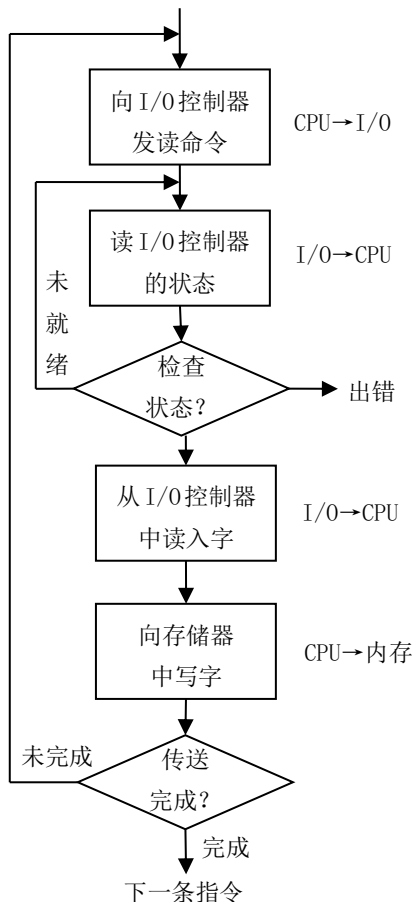 向I/O控制器
发读命令
CPU→I/O
读I/O控制器
的状态
I/O→CPU
未
就
绪
检查
状态？
出错
从I/O控制器
中读入字
I/O→CPU
向存储器
中写字
CPU→内存
未完成
传送
完成？
完成
下一条指令